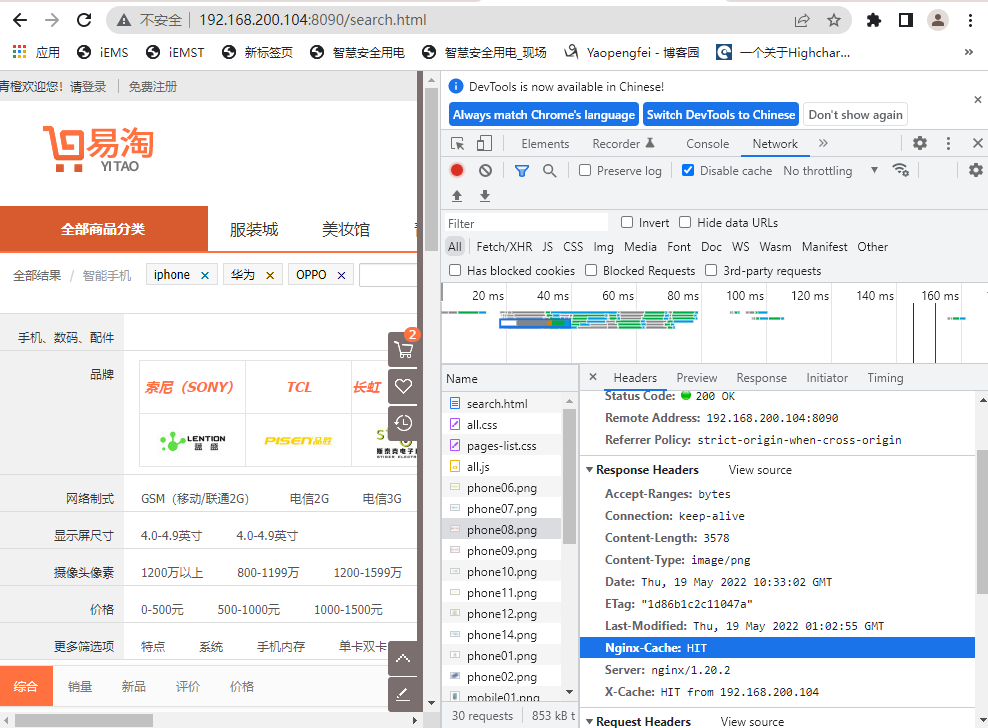 不安全 192.168.200.104:8090/search.html
应用 iEMS iEMST 新标签页 智慧安全用电 智慧安全用电_现场 Yaopengfei - 博客园 一个关于Highchar... »
青橙欢迎您！请登录 免费注册
易淘
YI TAO
全部商品分类 服装城 美妆馆
全部结果 / 智能手机 iphone × 华为 × OPPO ×
手机、数码、配件
2
品牌
索尼（SONY） TCL 长虹
LENTION 蓝盛 PISEN品胜
网络制式 GSM（移动/联通2G） 电信2G 电信3G
显示屏尺寸 4.0-4.9英寸 4.0-4.9英寸
摄像头像素 1200万以上 800-1199万 1200-1599万
价格 0-500元 500-1000元 1000-1500元
更多筛选项 特点 系统 手机内存 单卡双卡
综合 销量 新品 评价 价格
DevTools is now available in Chinese!
Always match Chrome's language Switch DevTools to Chinese Don't show again
Elements Recorder Console Network »
Preserve log Disable cache No throttling
Filter Invert Hide data URLs
All Fetch/XHR JS CSS Img Media Font Doc WS Wasm Manifest Other
Has blocked cookies Blocked Requests 3rd-party requests
20 ms 40 ms 60 ms 80 ms 100 ms 120 ms 140 ms 160 ms
Name
search.html
all.css
pages-list.css
all.js
phone06.png
phone07.png
phone08.png
phone09.png
phone10.png
phone11.png
phone12.png
phone14.png
phone01.png
phone02.png
mobile01.png
30 requests 853 kB t
× Headers Preview Response Initiator Timing
Status Code: 200 OK
Remote Address: 192.168.200.104:8090
Referrer Policy: strict-origin-when-cross-origin
Response Headers View source
Accept-Ranges: bytes
Connection: keep-alive
Content-Length: 3578
Content-Type: image/png
Date: Thu, 19 May 2022 10:33:02 GMT
ETag: "1d86b1c2c11047a"
Last-Modified: Thu, 19 May 2022 01:02:55 GMT
Nginx-Cache: HIT
Server: nginx/1.20.2
X-Cache: HIT from 192.168.200.104
Request Headers View source